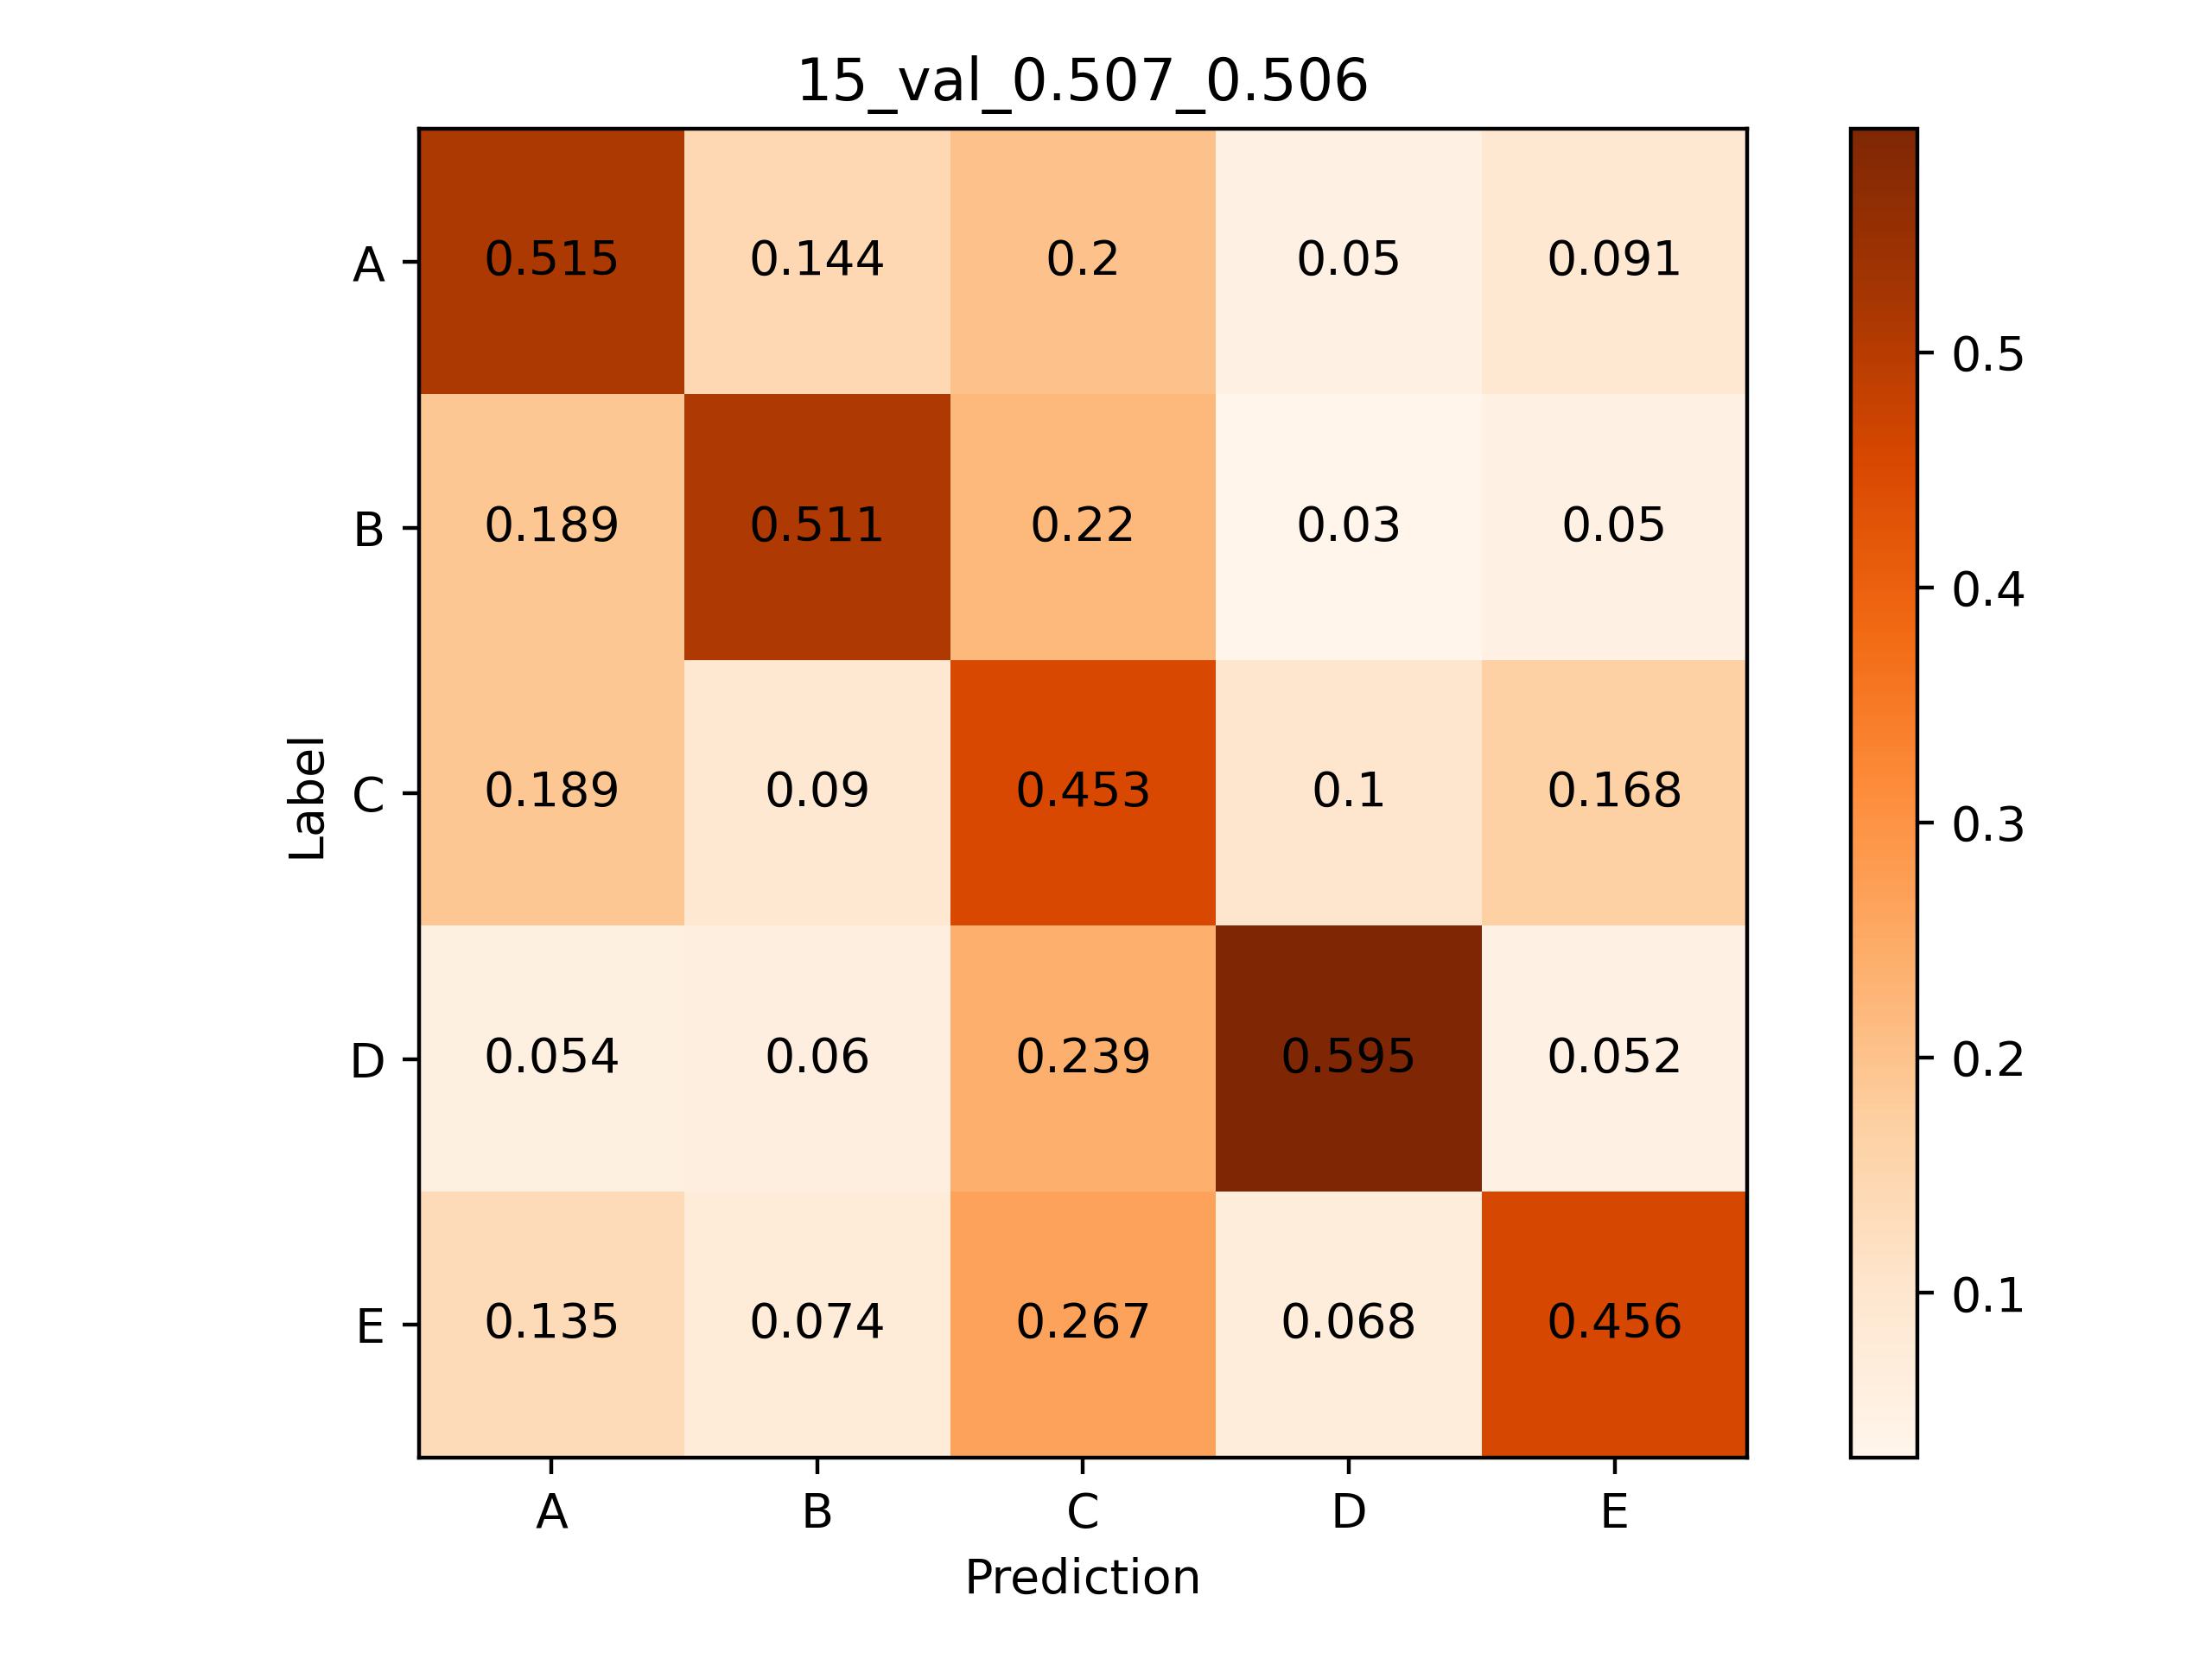 15_val_0.507_0.506
A 0.515 0.144 0.2 0.05 0.091
B 0.189 0.511 0.22 0.03 0.05
C 0.189 0.09 0.453 0.1 0.168
D 0.054 0.06 0.239 0.595 0.052
E 0.135 0.074 0.267 0.068 0.456
A B C D E
Prediction
Label
0.5
0.4
0.3
0.2
0.1